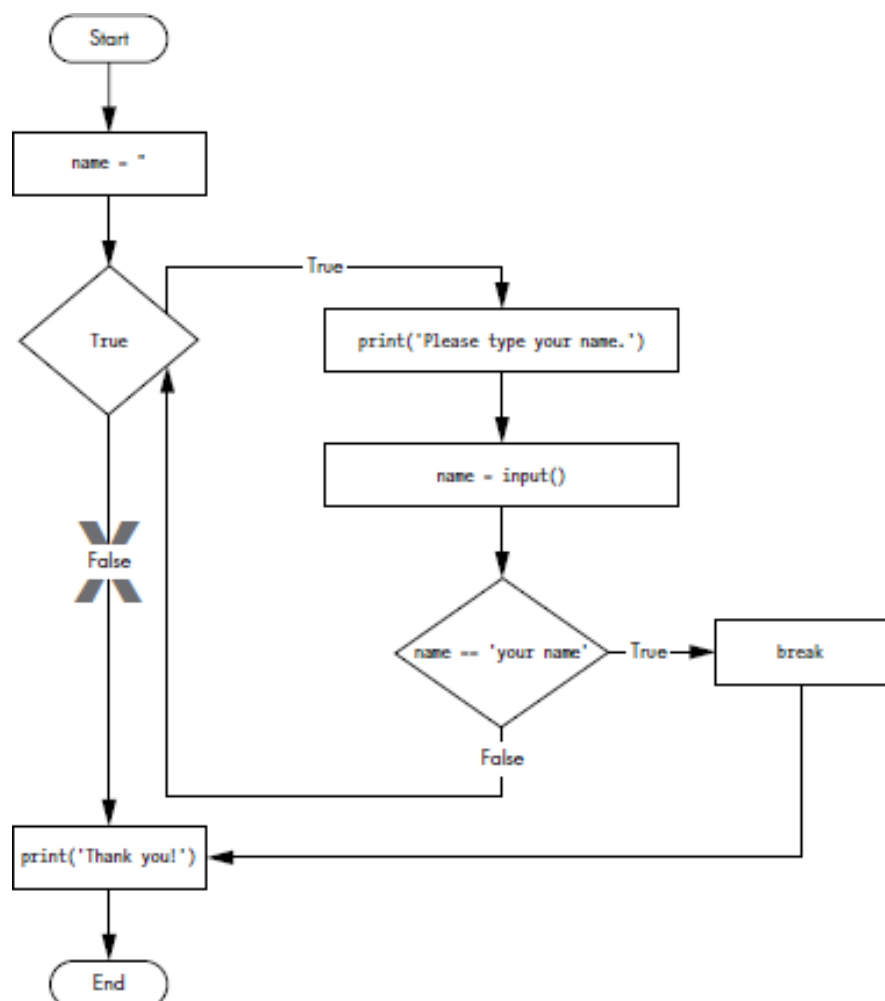 Start
name = ''
True
True
print('Please type your name.')
name = input()
False
name == 'your name'
True
break
False
print('Thank you!')
End